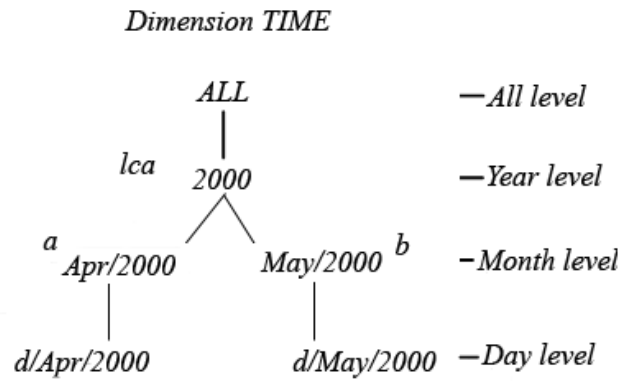 Dimension TIME
ALL
All level
lca
2000
Year level
a
Apr/2000
May/2000
b
Month level
d/Apr/2000
d/May/2000
Day level